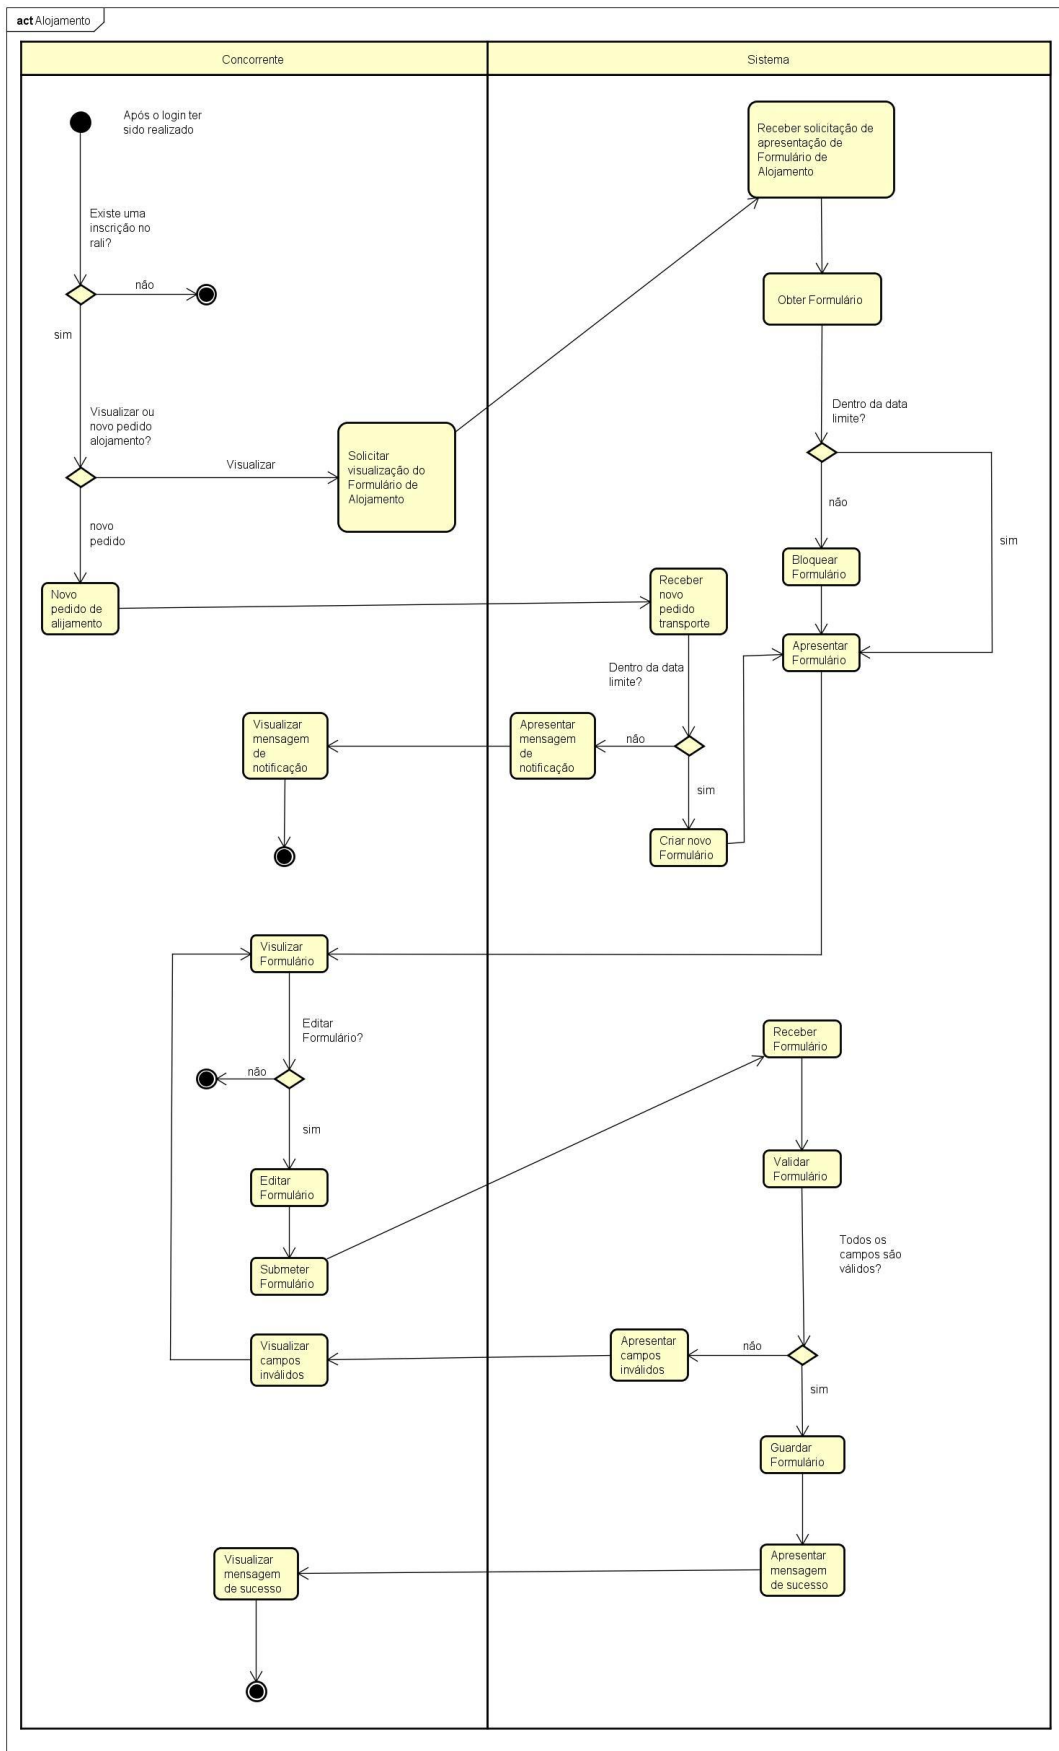 act Alojamento
Concorrente
Sistema
Após o login ter
sido realizado
Receber solicitação de
apresentação de
Formulário de
Alojamento
Existe uma
inscrição no
rali?
não
sim
Obter Formulário
Visualizar ou
novo pedido
alojamento?
Visualizar
Solicitar
visualização do
Formulário de
Alojamento
Dentro da data
limite?
não
sim
novo
pedido
Bloquear
Formulário
Novo
pedido de
alijamento
Receber
novo
pedido
transporte
Apresentar
Formulário
Dentro da data
limite?
Visualizar
mensagem
de
notificação
Apresentar
mensagem
de
notificação
não
sim
Criar novo
Formulário
Visulizar
Formulário
Editar
Formulário?
não
sim
Receber
Formulário
Editar
Formulário
Validar
Formulário
Submeter
Formulário
Todos os
campos são
válidos?
Visualizar
campos
inválidos
Apresentar
campos
inválidos
não
sim
Guardar
Formulário
Visualizar
mensagem
de sucesso
Apresentar
mensagem
de sucesso